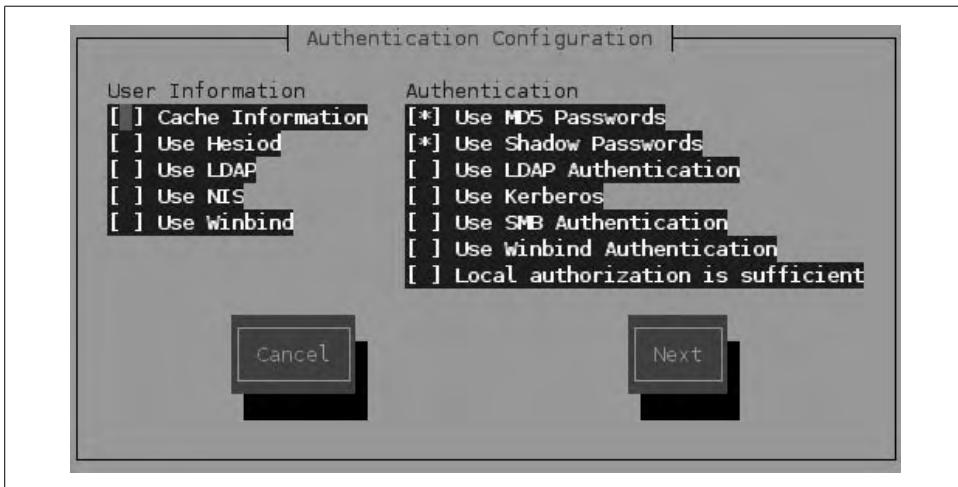 Authentication Configuration
User Information
[ ] Cache Information
[ ] Use Hesiod
[ ] Use LDAP
[ ] Use NIS
[ ] Use Winbind
Authentication
[*] Use MD5 Passwords
[*] Use Shadow Passwords
[ ] Use LDAP Authentication
[ ] Use Kerberos
[ ] Use SMB Authentication
[ ] Use Winbind Authentication
[ ] Local authorization is sufficient
Cancel
Next